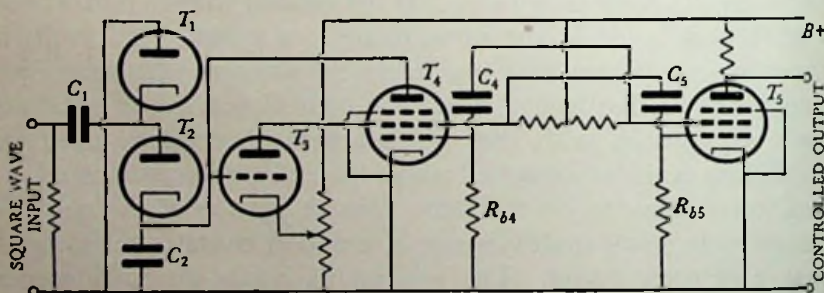 T1
B+
T4
C4
C5
T5
C1
T2
T3
SQUARE WAVE
INPUT
Rb4
Rb5
C2
CONTROLLED OUTPUT